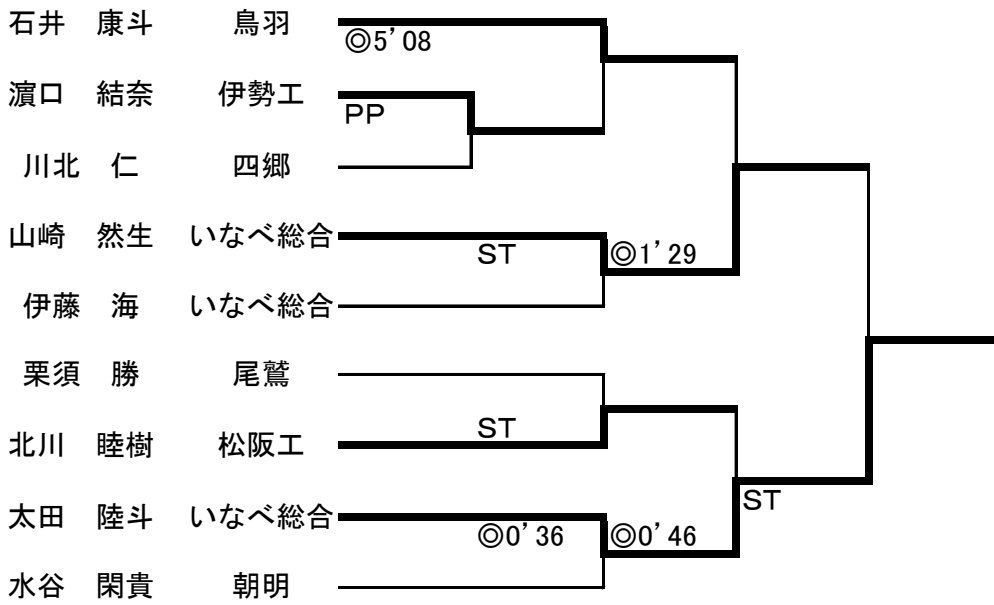 石井 康斗 鳥羽
◎5’08
濵口 結奈 伊勢工
PP
川北 仁 四郷
山崎 然生 いなべ総合
ST ◎1’29
伊藤 海 いなべ総合
栗須 勝 尾鷲
ST
北川 睦樹 松阪工
ST
太田 陸斗 いなべ総合
◎0’36 ◎0’46
水谷 閑貴 朝明